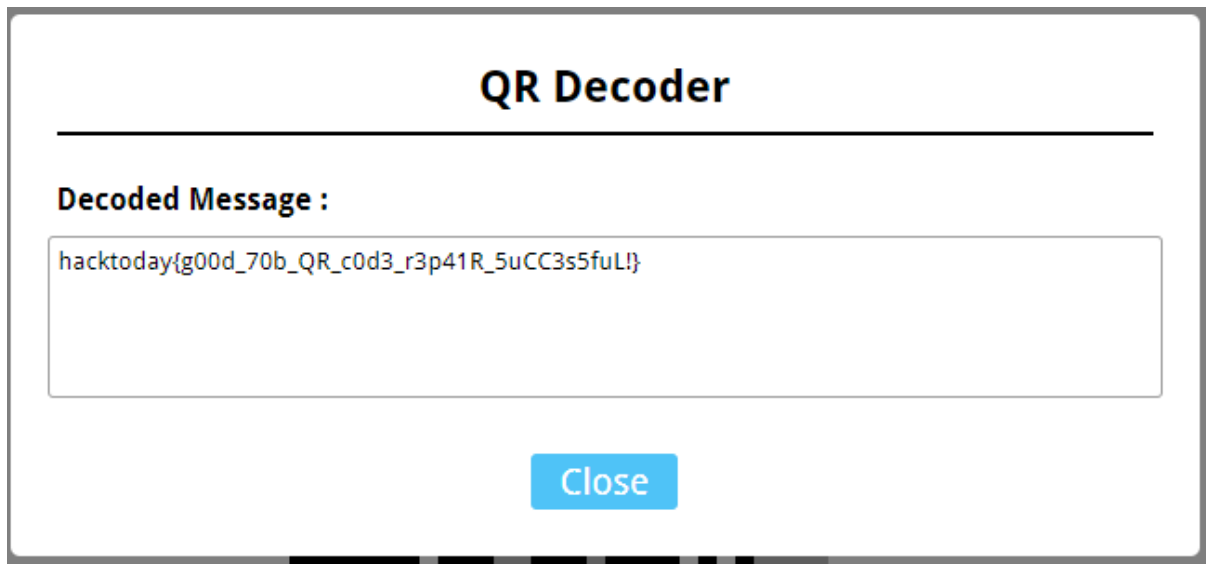 QR Decoder
Decoded Message :
hacktoday{g00d_70b_QR_c0d3_r3p41R_5uCC3s5fuL!}
Close